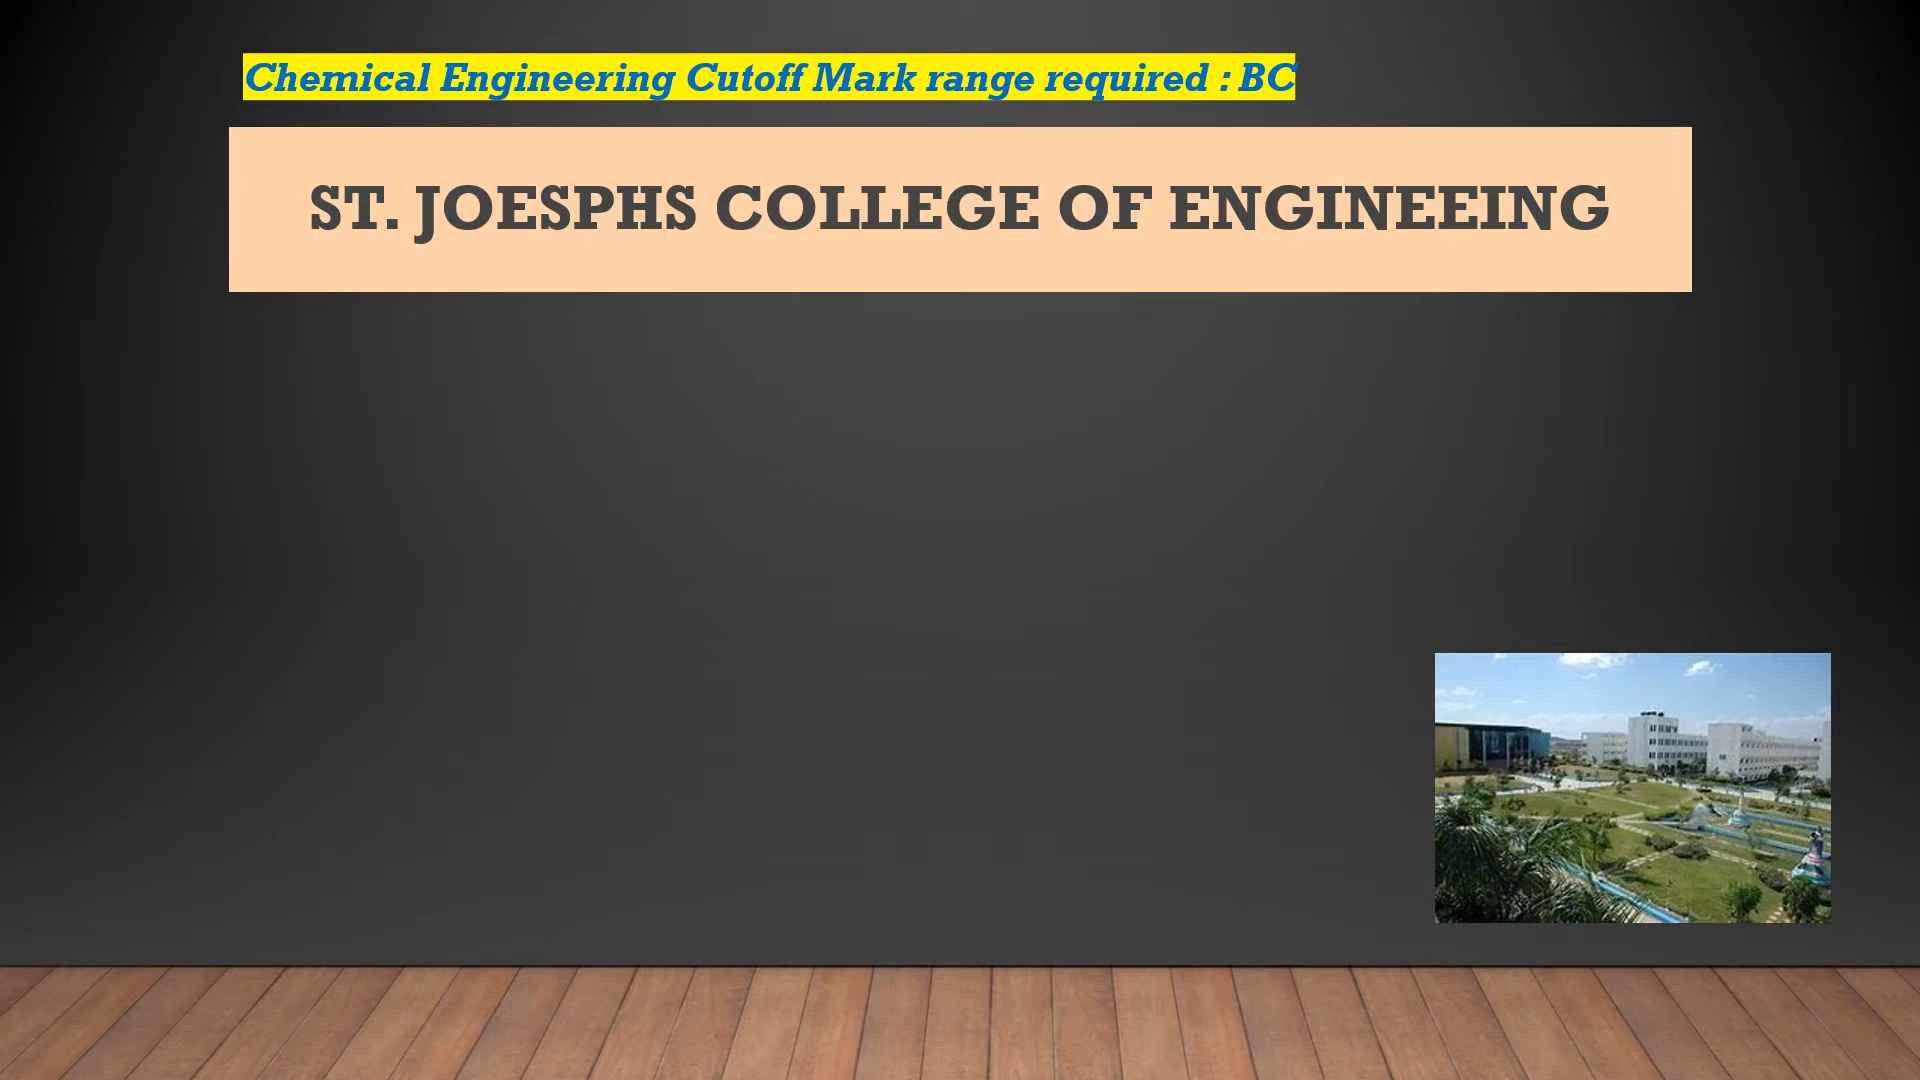 Chemical Engineering Cutoff Mark range required : BC
ST. JOESPHS COLLEGE OF ENGINEEING